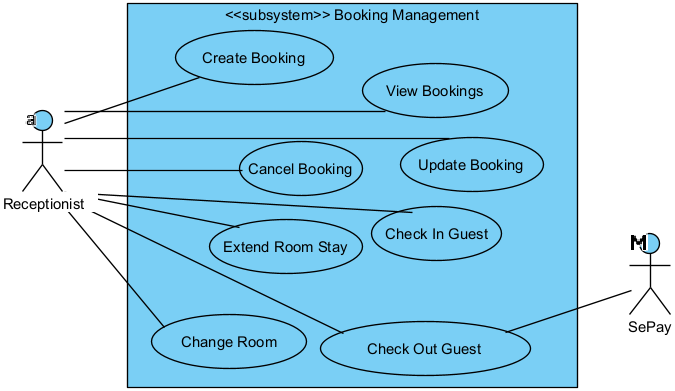 <<subsystem>> Booking Management
Create Booking
View Bookings
a
Cancel Booking
Update Booking
Receptionist
Extend Room Stay
Check In Guest
M
SePay
Change Room
Check Out Guest